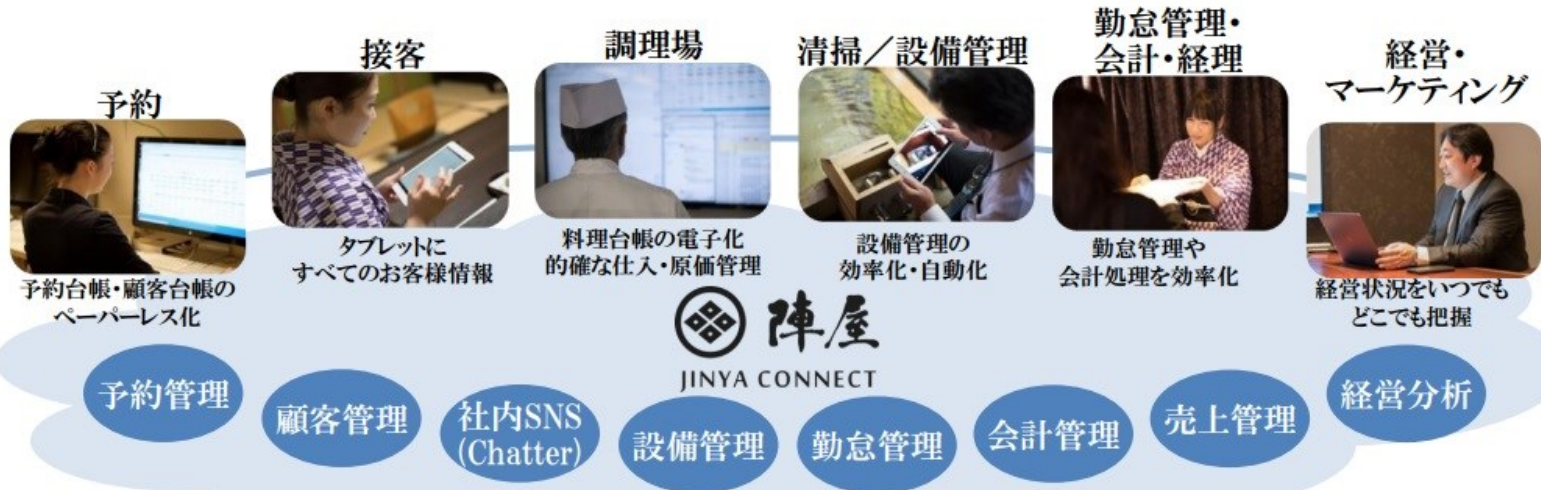 予約
接客
調理場
清掃／設備管理
勤怠管理・
会計・経理
経営・
マーケティング
予約台帳・顧客台帳の
ペーパーレス化
タブレットに
すべてのお客様情報
料理台帳の電子化
的確な仕入・原価管理
設備管理の
効率化・自動化
勤怠管理や
会計処理を効率化
経営状況をいつでも
どこでも把握
陣屋
JINYA CONNECT
予約管理
顧客管理
社内SNS
(Chatter)
設備管理
勤怠管理
会計管理
売上管理
経営分析